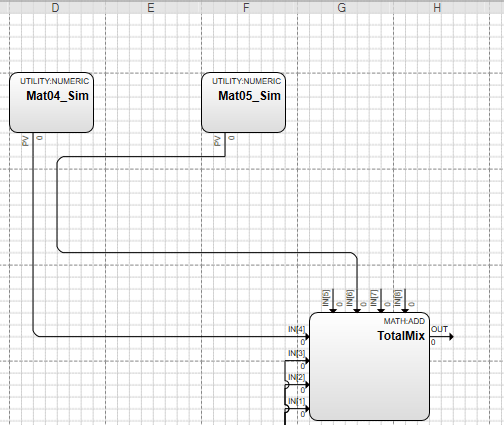 D E F G H
UTILITY:NUMERIC
Mat04_Sim
PV 0
UTILITY:NUMERIC
Mat05_Sim
PV 0
IN[5] 0 IN[6] 0 IN[7] 0 IN[8] 0
MATH:ADD
TotalMix
IN[4]
0
IN[3]
0
IN[2]
0
IN[1]
0
OUT
0